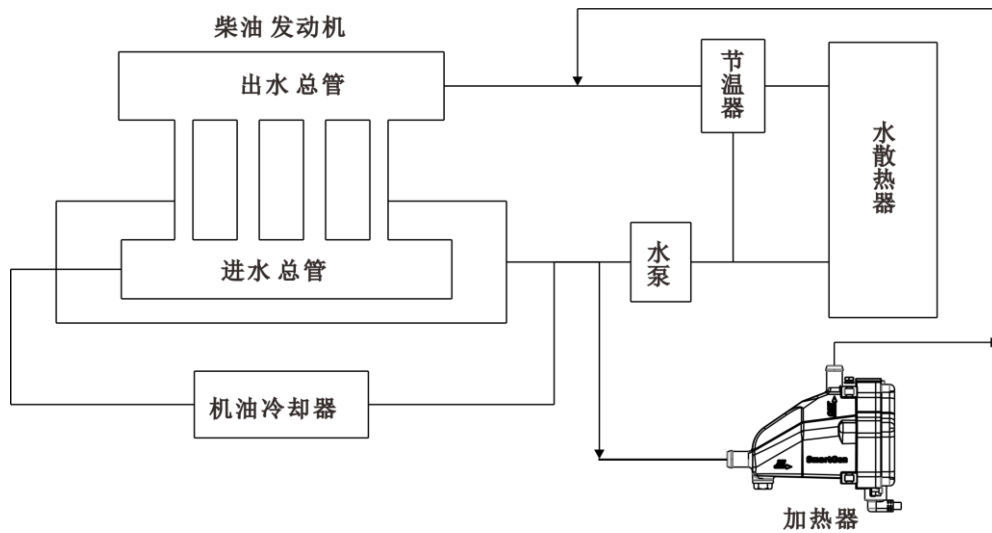 柴油 发动机
出水 总管
节温器
水散热器
进水 总管
水泵
机油冷却器
SmartGen
加热器